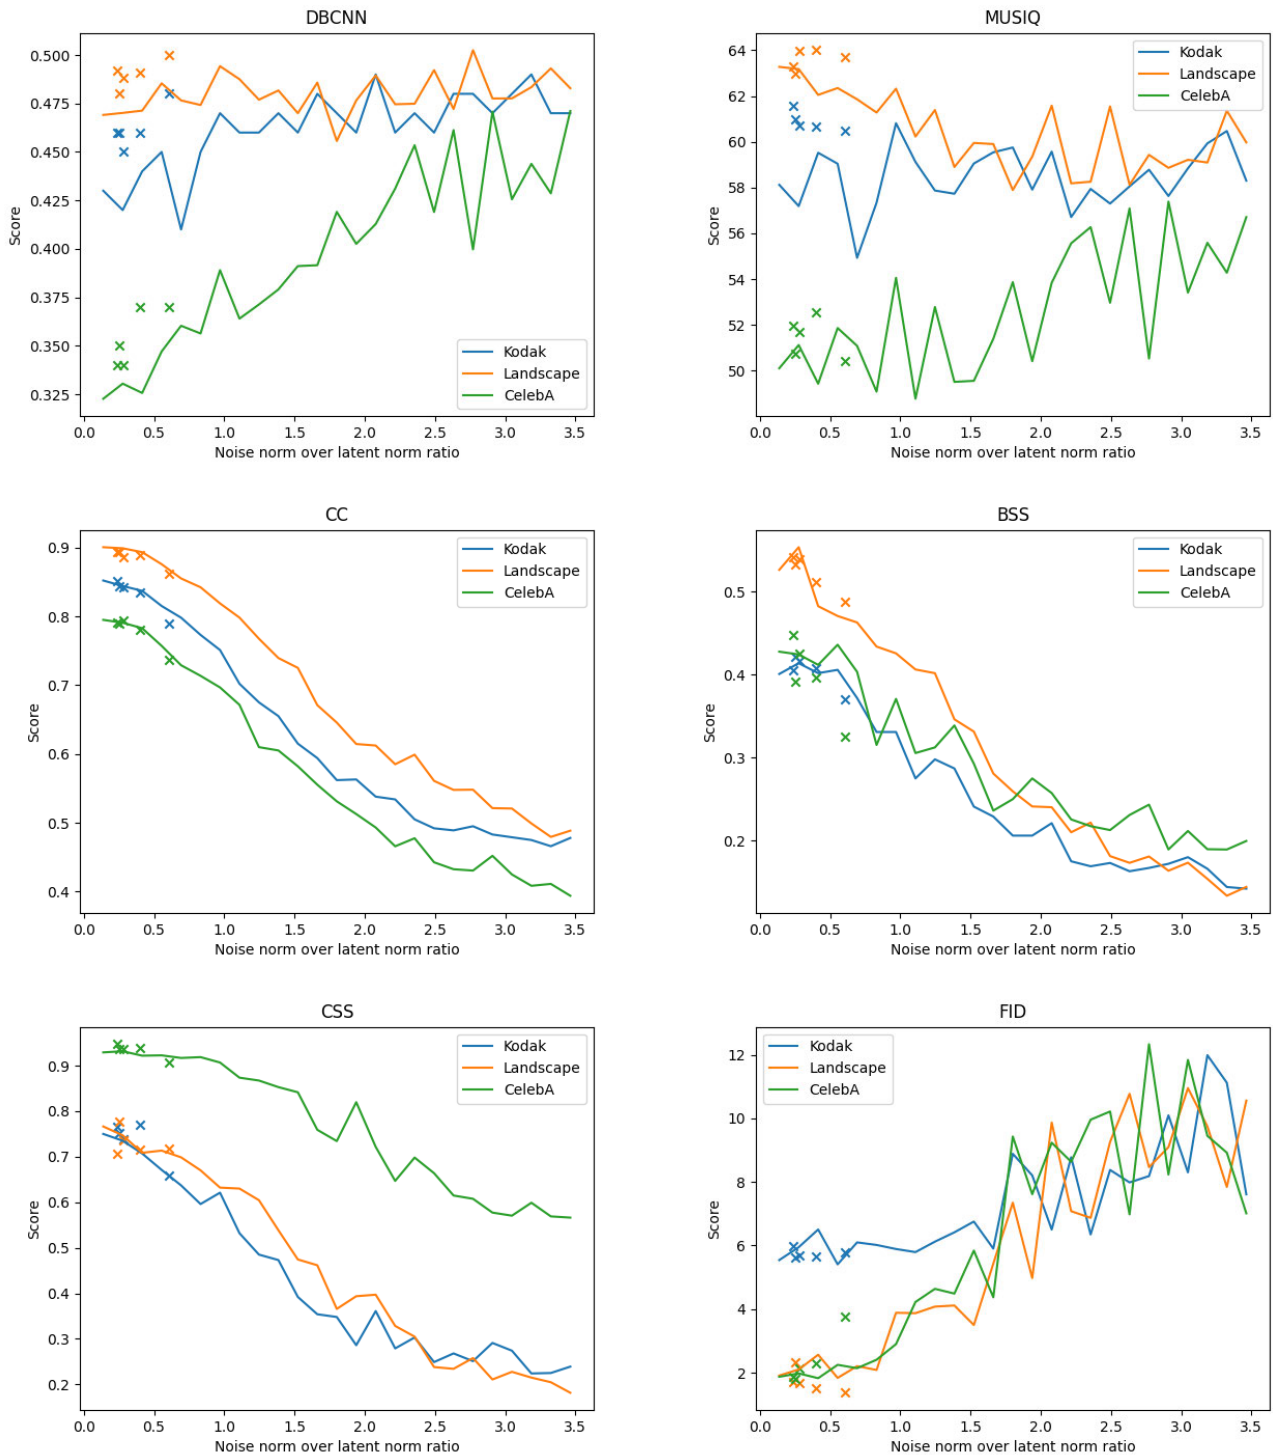 DBCNN
0.500
0.475
0.450
0.425
0.400
0.375
0.350
0.325
Score
Kodak
Landscape
CelebA
0.0 0.5 1.0 1.5 2.0 2.5 3.0 3.5
Noise norm over latent norm ratio
MUSIQ
64
62
60
58
56
54
52
50
Score
Kodak
Landscape
CelebA
0.0 0.5 1.0 1.5 2.0 2.5 3.0 3.5
Noise norm over latent norm ratio
CC
0.9
0.8
0.7
0.6
0.5
0.4
Score
Kodak
Landscape
CelebA
0.0 0.5 1.0 1.5 2.0 2.5 3.0 3.5
Noise norm over latent norm ratio
BSS
0.5
0.4
0.3
0.2
Score
Kodak
Landscape
CelebA
0.0 0.5 1.0 1.5 2.0 2.5 3.0 3.5
Noise norm over latent norm ratio
CSS
0.9
0.8
0.7
0.6
0.5
0.4
0.3
0.2
Score
Kodak
Landscape
CelebA
0.0 0.5 1.0 1.5 2.0 2.5 3.0 3.5
Noise norm over latent norm ratio
FID
12
10
8
6
4
2
Score
Kodak
Landscape
CelebA
0.0 0.5 1.0 1.5 2.0 2.5 3.0 3.5
Noise norm over latent norm ratio